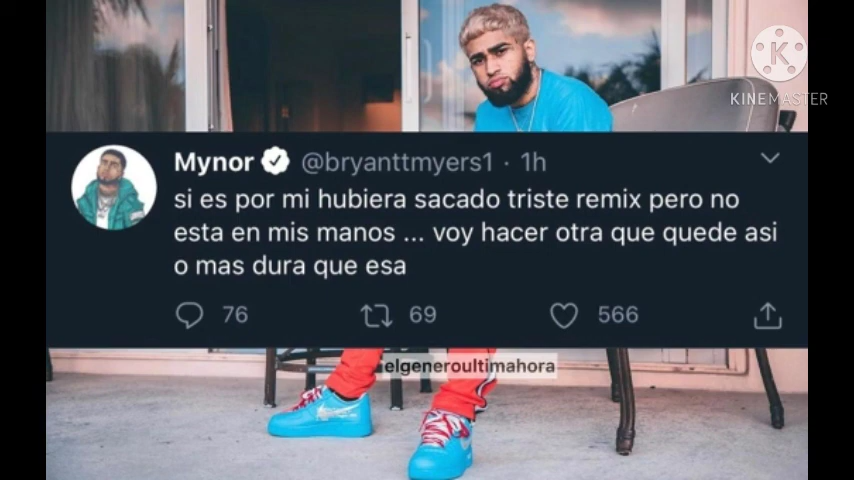 K
KINEMASTER
Mynor @bryanttmyers1 · 1h
si es por mi hubiera sacado triste remix pero no
esta en mis manos ... voy hacer otra que quede asi
o mas dura que esa
76 69 566
elgeneroultimahora